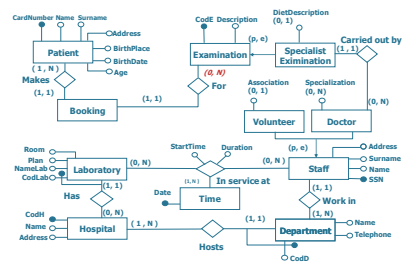 CardNumber Name Surname
CodE Description
DietDescription
(0, 1)
Address
BirthPlace
BirthDate
Age
Patient
Examination
(p, e)
Specialist
Eximination
(1 , 1)
Carried out by
(1 , N)
Makes
(1, 1)
(0, N)
For
Association
(0, 1)
Specialization
(0, N)
(0, N)
Booking
(1, 1)
Volunteer
Doctor
Room
Plan
NameLab
CodLab
Laboratory
(0, N)
StartTime
Duration
(p, e)
(0, N)
Staff
Address
Surname
Name
SSN
(1, N)
In service at
Has
(1, 1)
Date
Time
(1, 1)
Work in
(0, N)
(1, N)
CodH
Name
Address
Hospital
(1 , N)
Hosts
(1, 1)
Department
Name
Telephone
CodD